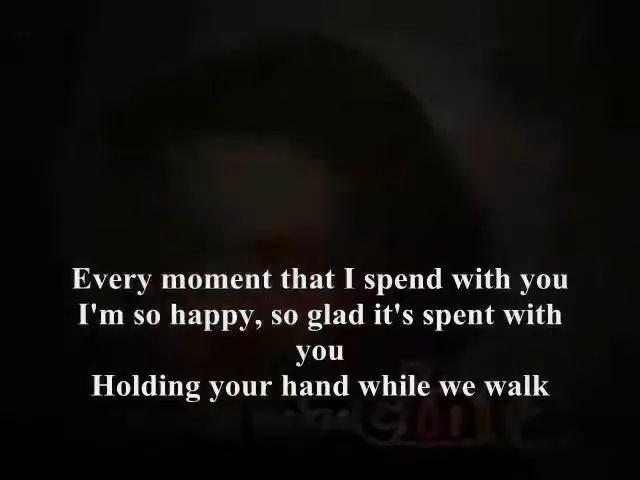 Every moment that I spend with you
I'm so happy, so glad it's spent with
you
Holding your hand while we walk